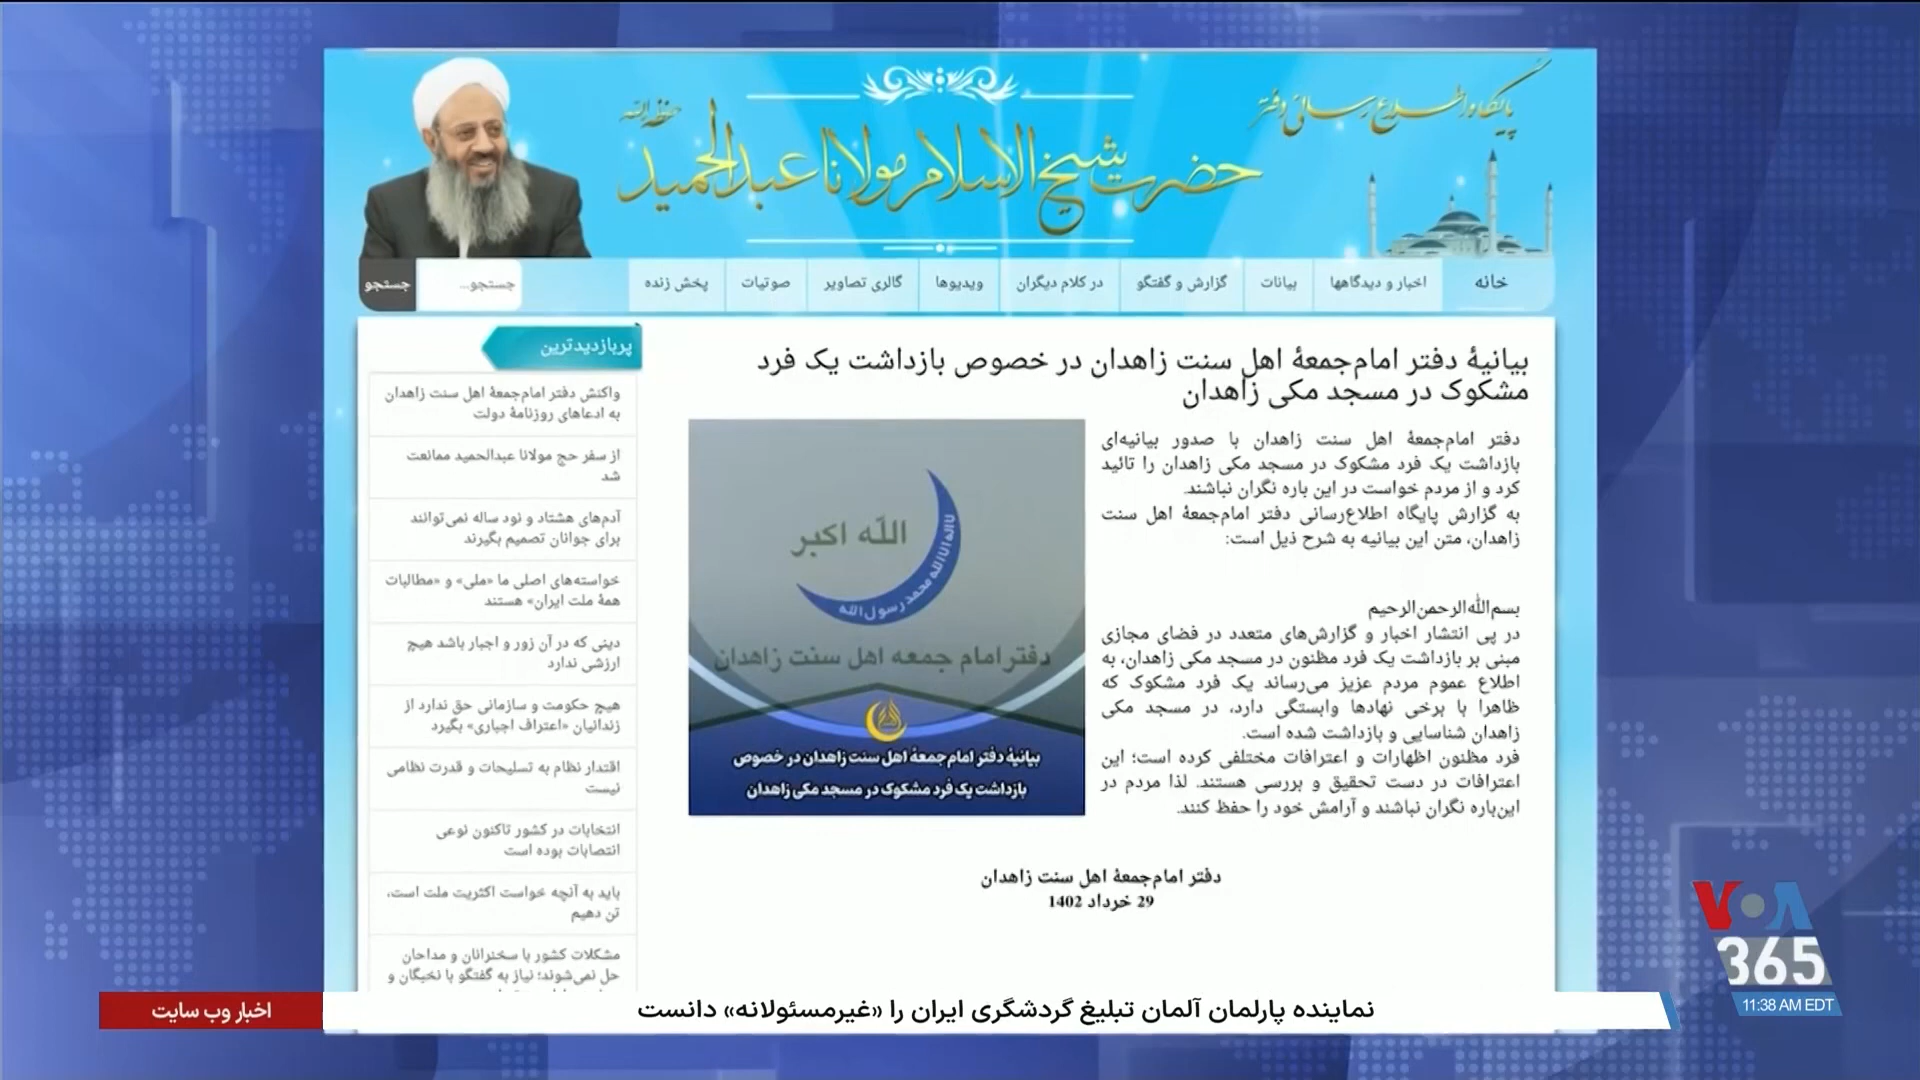 پایگاه اطلاع رسانی دفتر
حضرت شیخ الاسلام مولانا عبدالحمید
حفظه الله
خانه
اخبار و دیدگاهها
بیانات
گزارش و گفتگو
در کلام دیگران
ویدیوها
گالری تصاویر
صوتیات
پخش زنده
جستجو...
جستجو
بیانیهٔ دفتر امام‌جمعهٔ اهل سنت زاهدان در خصوص بازداشت یک فرد
مشکوک در مسجد مکی زاهدان
دفتر امام‌جمعهٔ اهل سنت زاهدان با صدور بیانیه‌ای
بازداشت یک فرد مشکوک در مسجد مکی زاهدان را تائید
کرد و از مردم خواست در این باره نگران نباشند.
به گزارش پایگاه اطلاع‌رسانی دفتر امام‌جمعهٔ اهل سنت
زاهدان، متن این بیانیه به شرح ذیل است:
بسم‌الله‌الرحمن‌الرحیم
در پی انتشار اخبار و گزارش‌های متعدد در فضای مجازی
مبنی بر بازداشت یک فرد مظنون در مسجد مکی زاهدان، به
اطلاع عموم مردم عزیز می‌رساند یک فرد مشکوک که
ظاهرا با برخی نهادها وابستگی دارد، در مسجد مکی
زاهدان شناسایی و بازداشت شده است.
فرد مظنون اظهارات و اعترافات مختلفی کرده است؛ این
اعترافات در دست تحقیق و بررسی هستند. لذا مردم در
این‌باره نگران نباشند و آرامش خود را حفظ کنند.
دفتر امام‌جمعهٔ اهل سنت زاهدان
29 خرداد 1402
الله اکبر
لااله الا الله محمد رسول الله
دفتر امام جمعه اهل سنت زاهدان
بیانیهٔ دفتر امام‌جمعهٔ اهل سنت زاهدان در خصوص
بازداشت یک فرد مشکوک در مسجد مکی زاهدان
پربازدیدترین
واکنش دفتر امام‌جمعهٔ اهل سنت زاهدان
به ادعاهای روزنامهٔ دولت
از سفر حج مولانا عبدالحمید ممانعت
شد
آدم‌های هشتاد و نود ساله نمی‌توانند
برای جوانان تصمیم بگیرند
خواسته‌های اصلی ما «ملی» و «مطالبات
همهٔ ملت ایران» هستند
دینی که در آن زور و اجبار باشد هیچ
ارزشی ندارد
هیچ حکومت و سازمانی حق ندارد از
زندانیان «اعتراف اجباری» بگیرد
اقتدار نظام به تسلیحات و قدرت نظامی
نیست
انتخابات در کشور تاکنون نوعی
انتصابات بوده است
باید به آنچه خواست اکثریت ملت است،
تن دهیم
مشکلات کشور با سخنرانان و مداحان
حل نمی‌شوند؛ نیاز به گفتگو با نخبگان و
VOA
365
11:38 AM EDT
اخبار وب سایت
نماینده پارلمان آلمان تبلیغ گردشگری ایران را «غیرمسئولانه» دانست